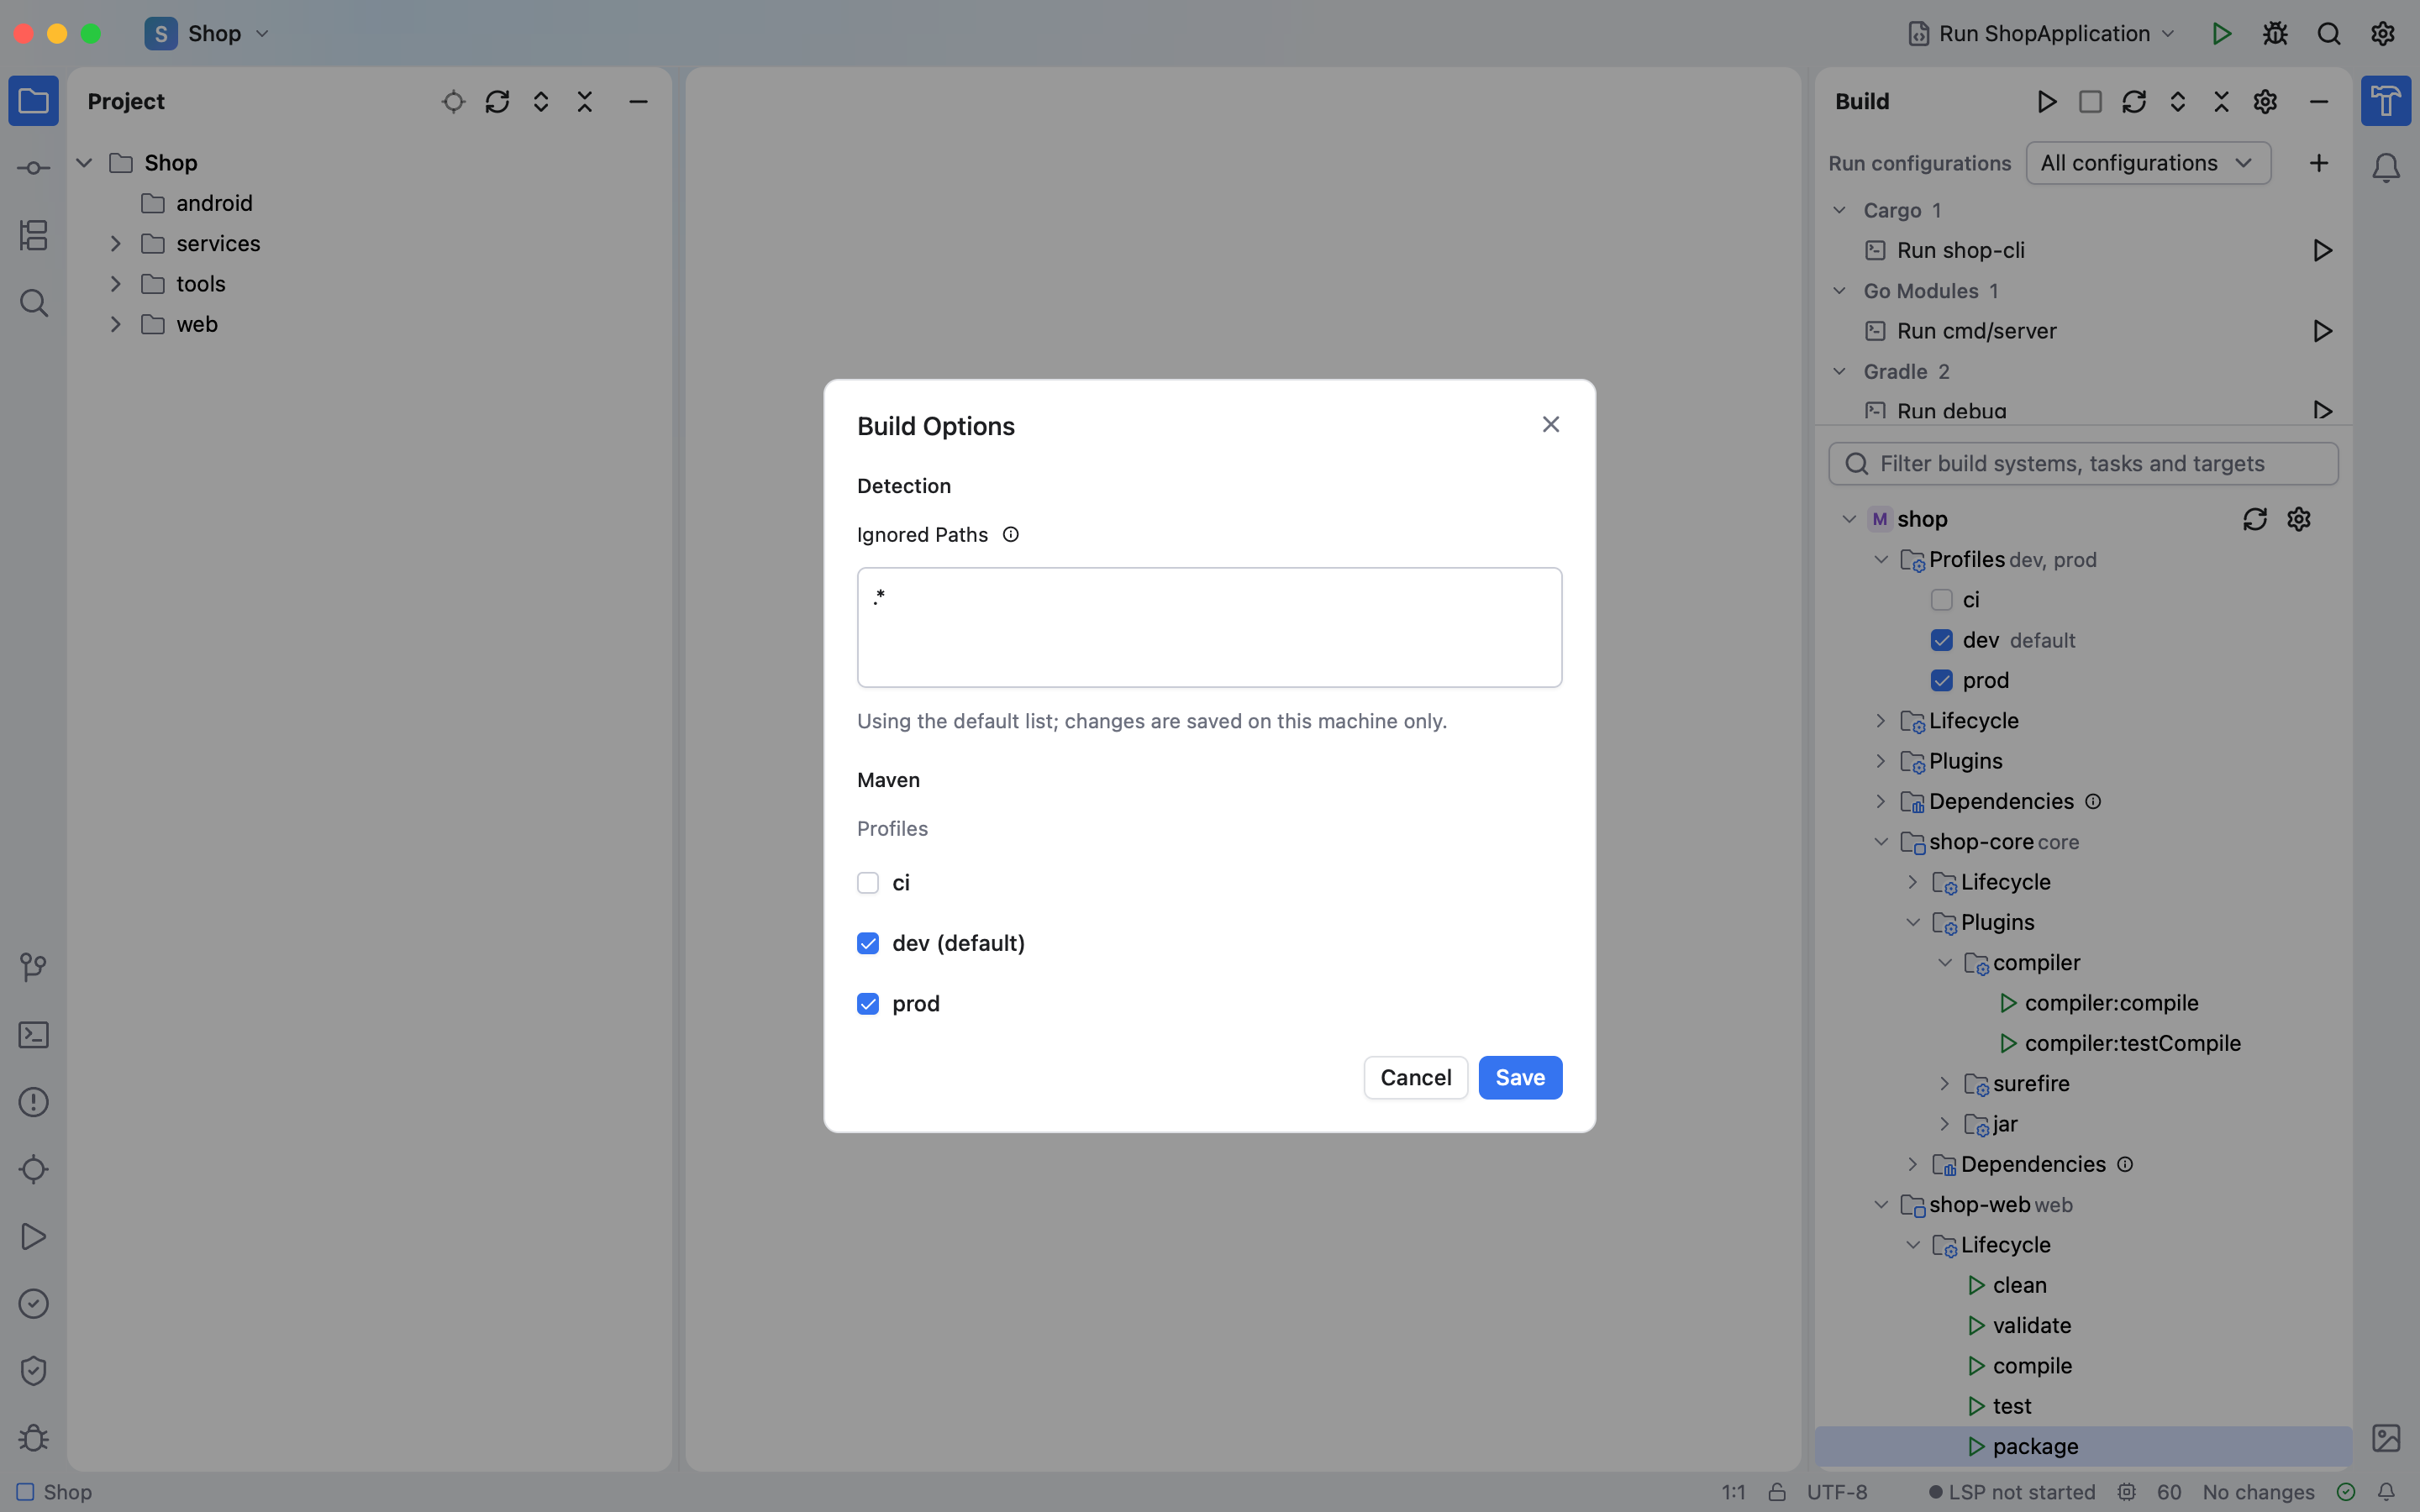 S Shop
Run ShopApplication
Project
Shop
android
services
tools
web
Build Options
Detection
Ignored Paths
.*
Using the default list; changes are saved on this machine only.
Maven
Profiles
ci
dev (default)
prod
Cancel Save
Build
Run configurations All configurations
Cargo 1
Run shop-cli
Go Modules 1
Run cmd/server
Gradle 2
Run debug
Filter build systems, tasks and targets
M shop
Profiles dev, prod
ci
dev default
prod
Lifecycle
Plugins
Dependencies
shop-core core
Lifecycle
Plugins
compiler
compiler:compile
compiler:testCompile
surefire
jar
Dependencies
shop-web web
Lifecycle
clean
validate
compile
test
package
Shop
1:1 UTF-8 LSP not started 60 No changes